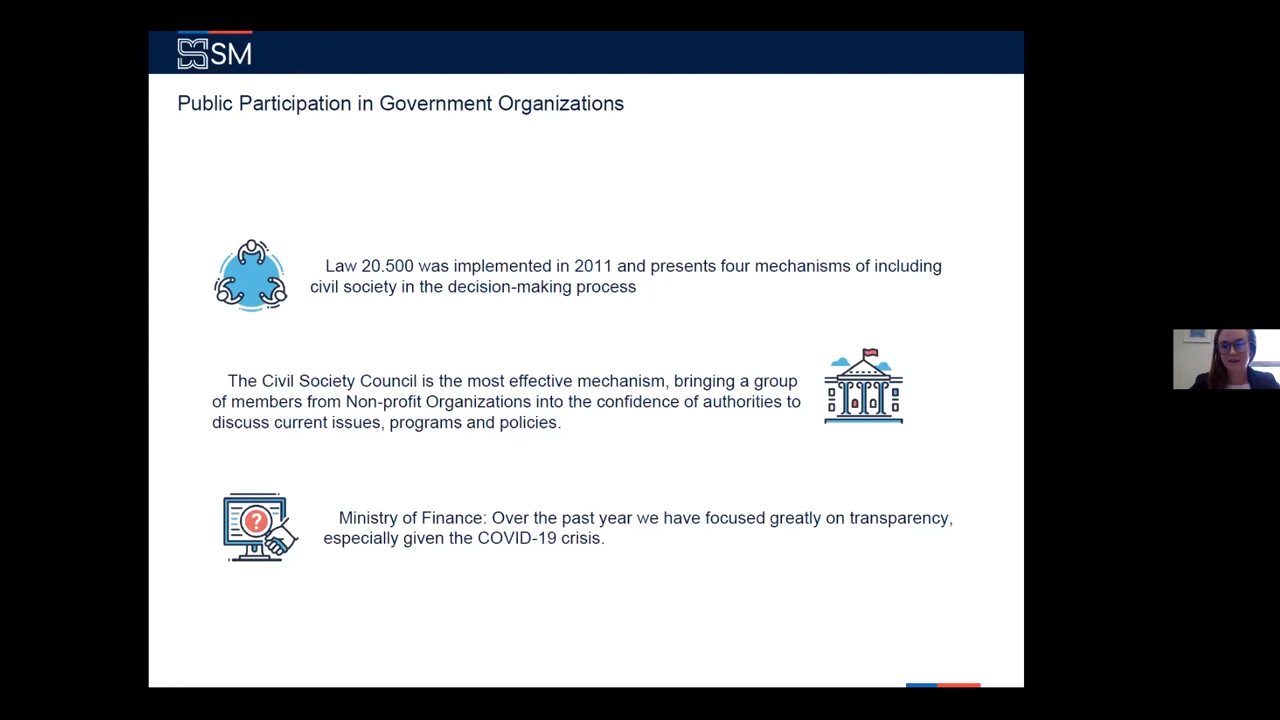 SM
Public Participation in Government Organizations
Law 20.500 was implemented in 2011 and presents four mechanisms of including
civil society in the decision-making process
The Civil Society Council is the most effective mechanism, bringing a group
of members from Non-profit Organizations into the confidence of authorities to
discuss current issues, programs and policies.
?
Ministry of Finance: Over the past year we have focused greatly on transparency,
especially given the COVID-19 crisis.